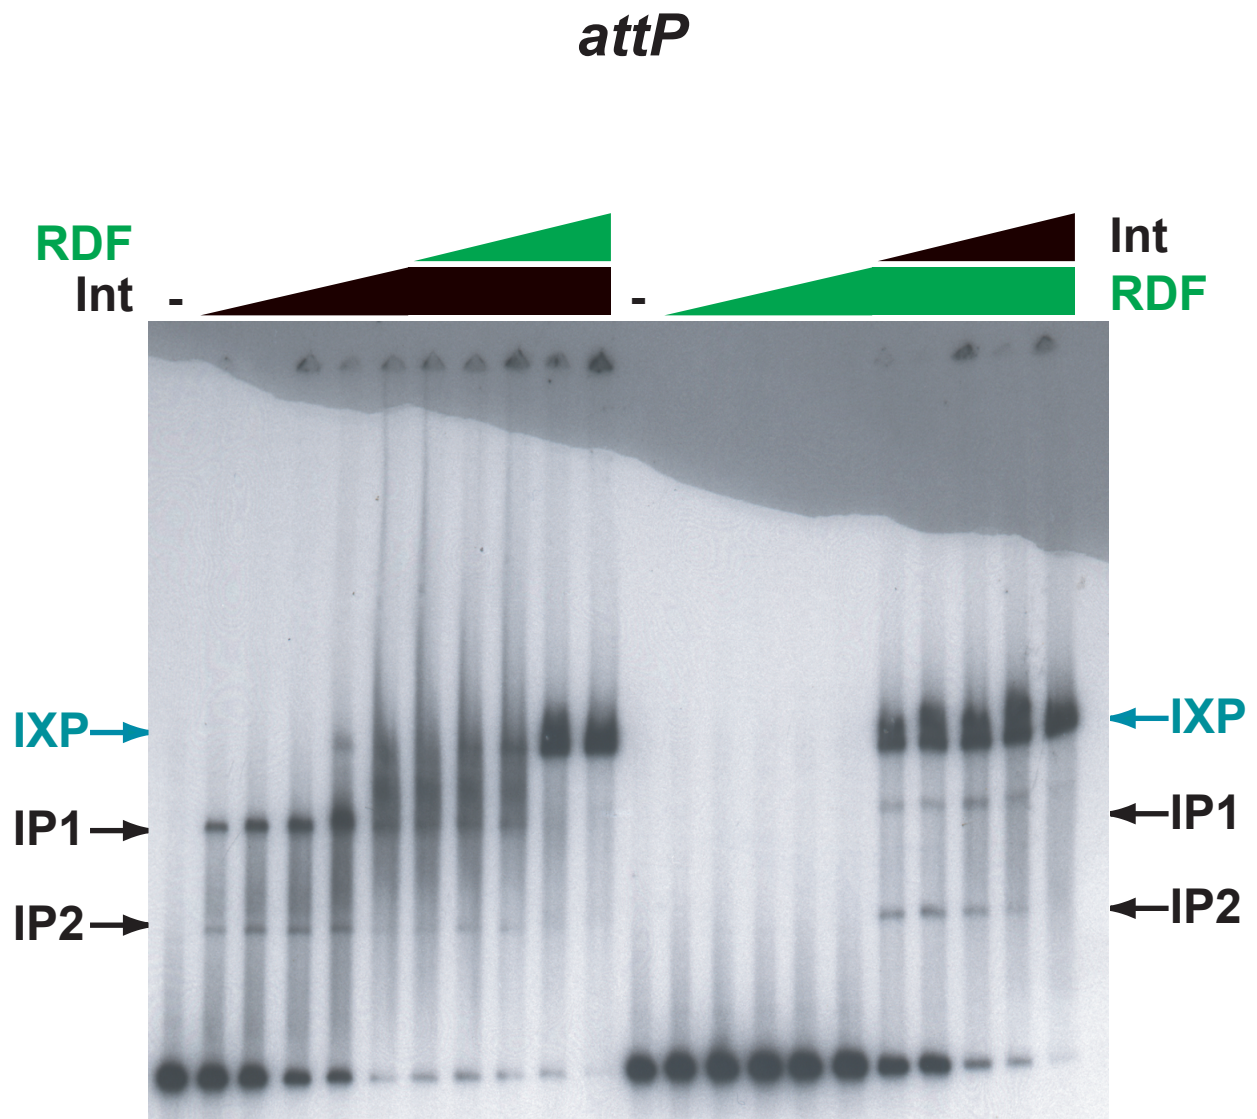 attP
RDF
Int
Int -
- RDF
IXP
IXP
IP1
IP1
IP2
IP2